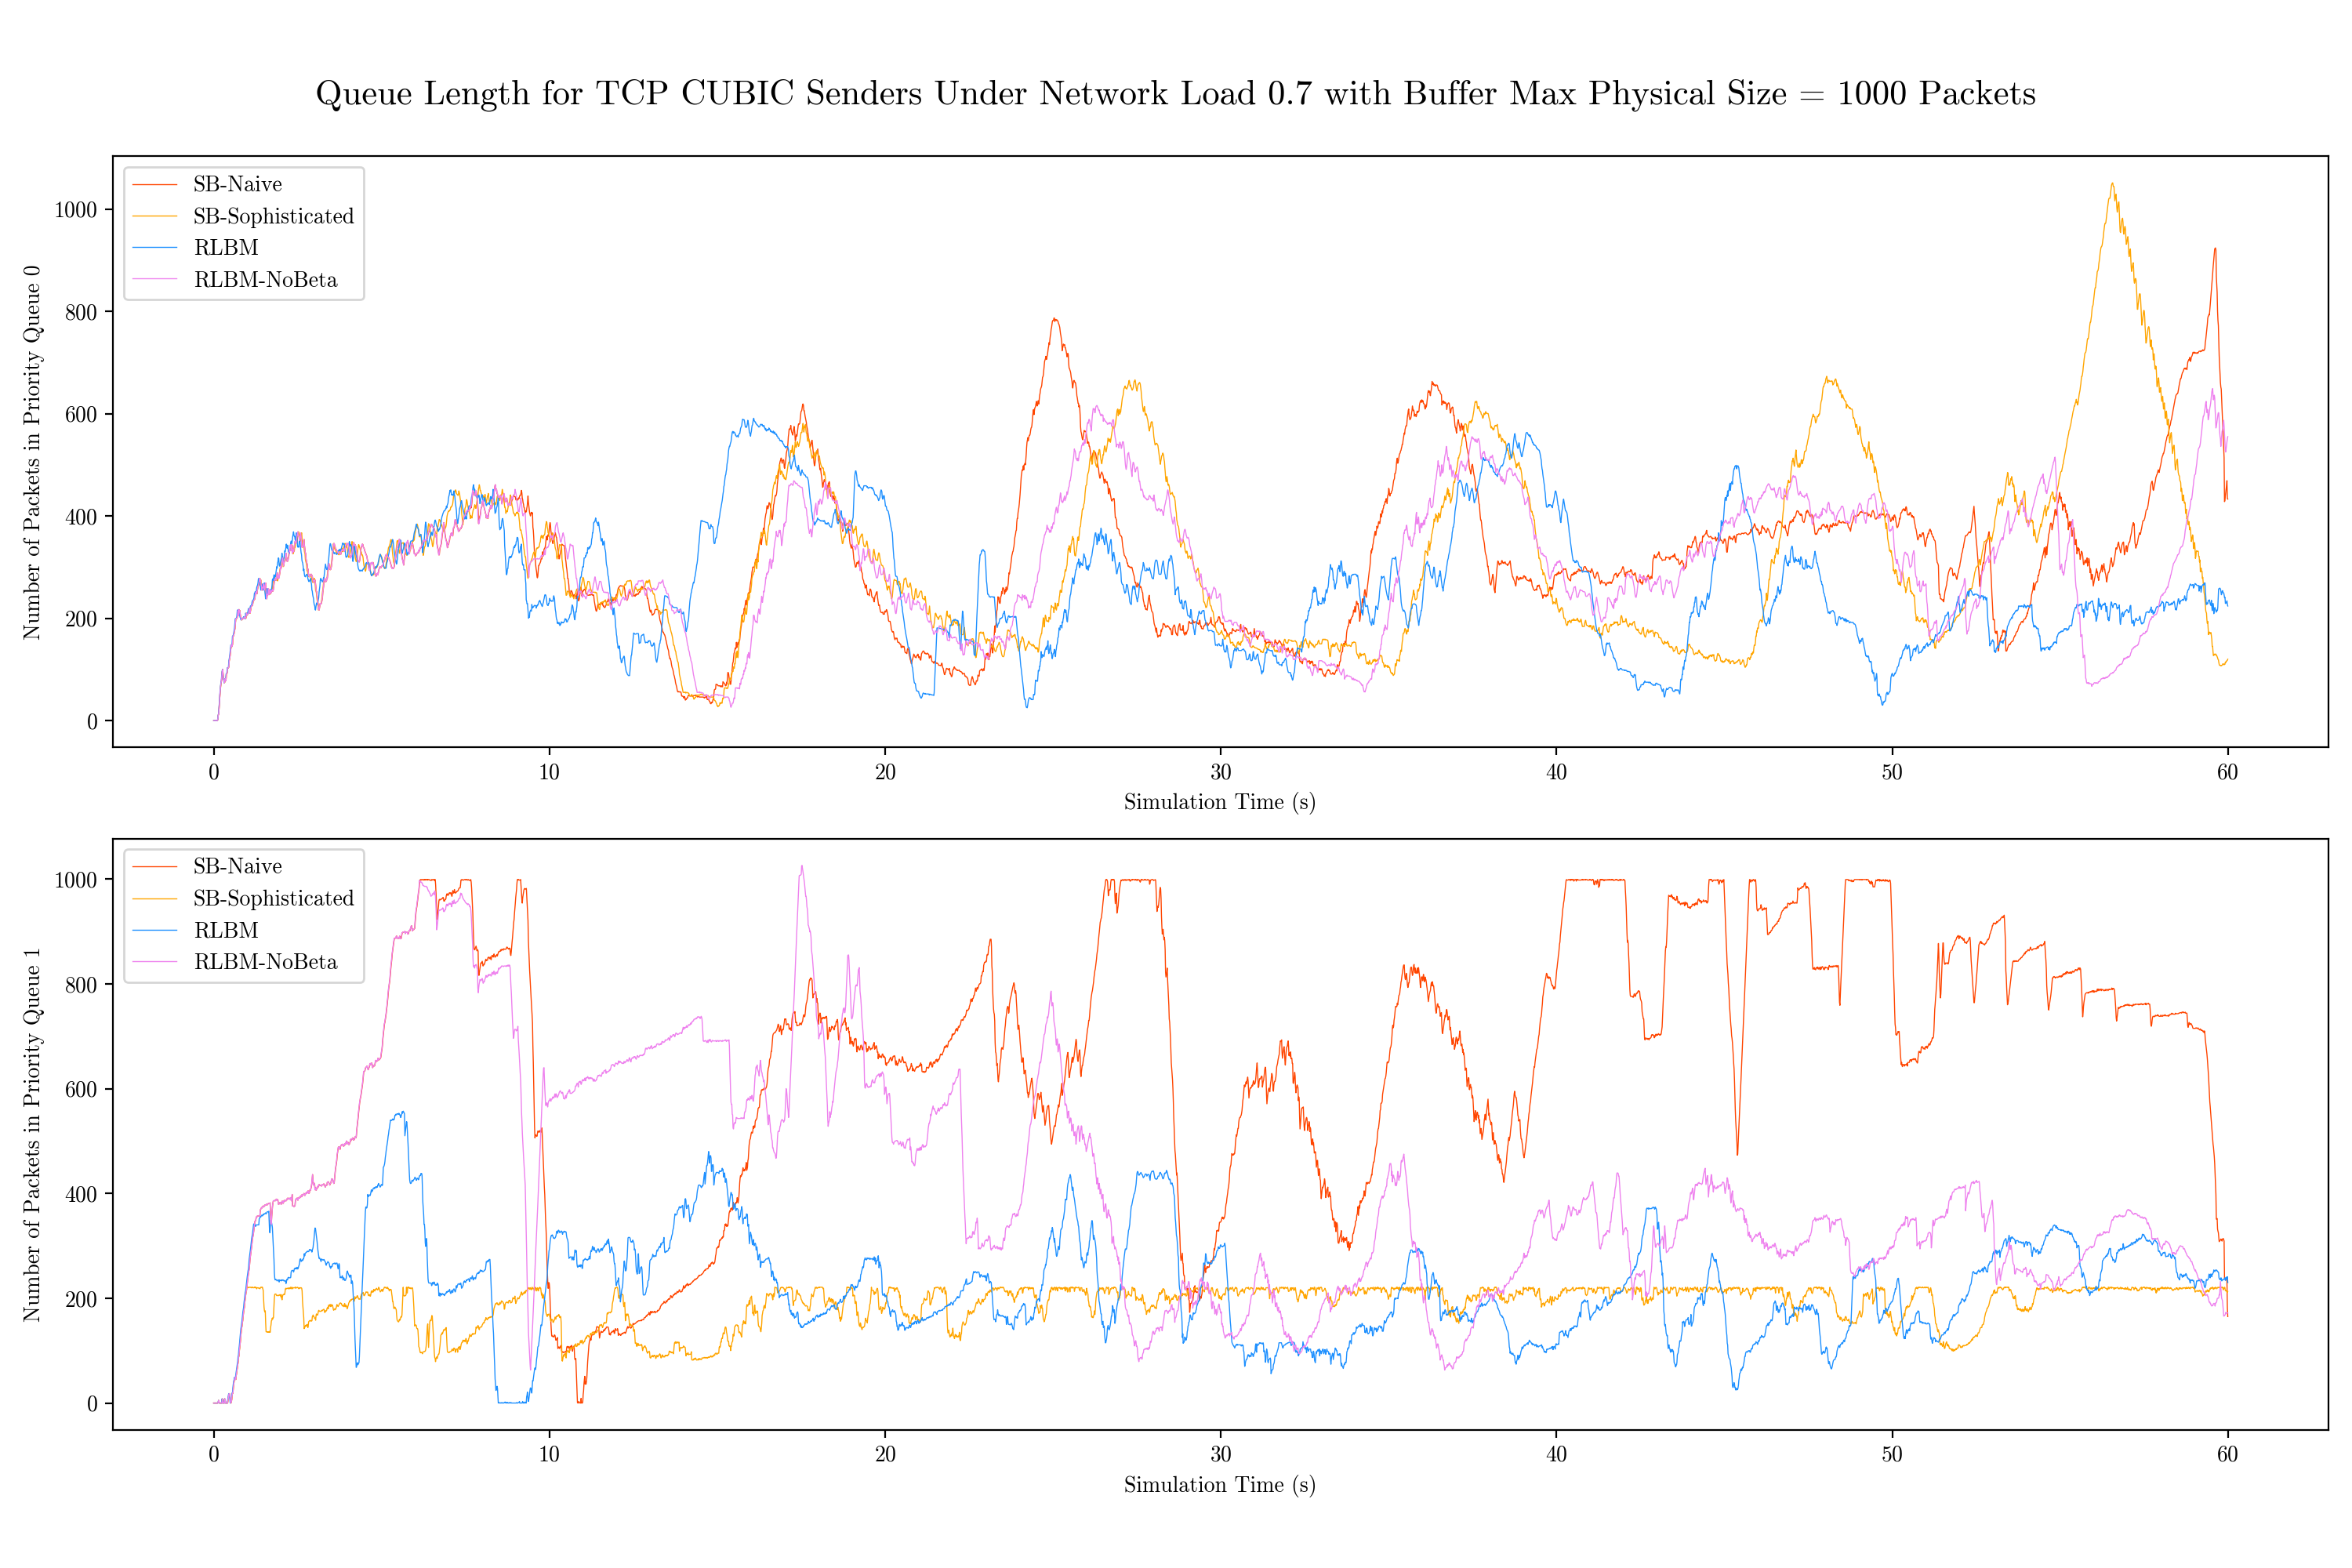 Queue Length for TCP CUBIC Senders Under Network Load 0.7 with Buffer Max Physical Size = 1000 Packets
SB-Naive
SB-Sophisticated
RLBM
RLBM-NoBeta
Number of Packets in Priority Queue 0
1000
800
600
400
200
0
0 10 20 30 40 50 60
Simulation Time (s)
SB-Naive
SB-Sophisticated
RLBM
RLBM-NoBeta
Number of Packets in Priority Queue 1
1000
800
600
400
200
0
0 10 20 30 40 50 60
Simulation Time (s)